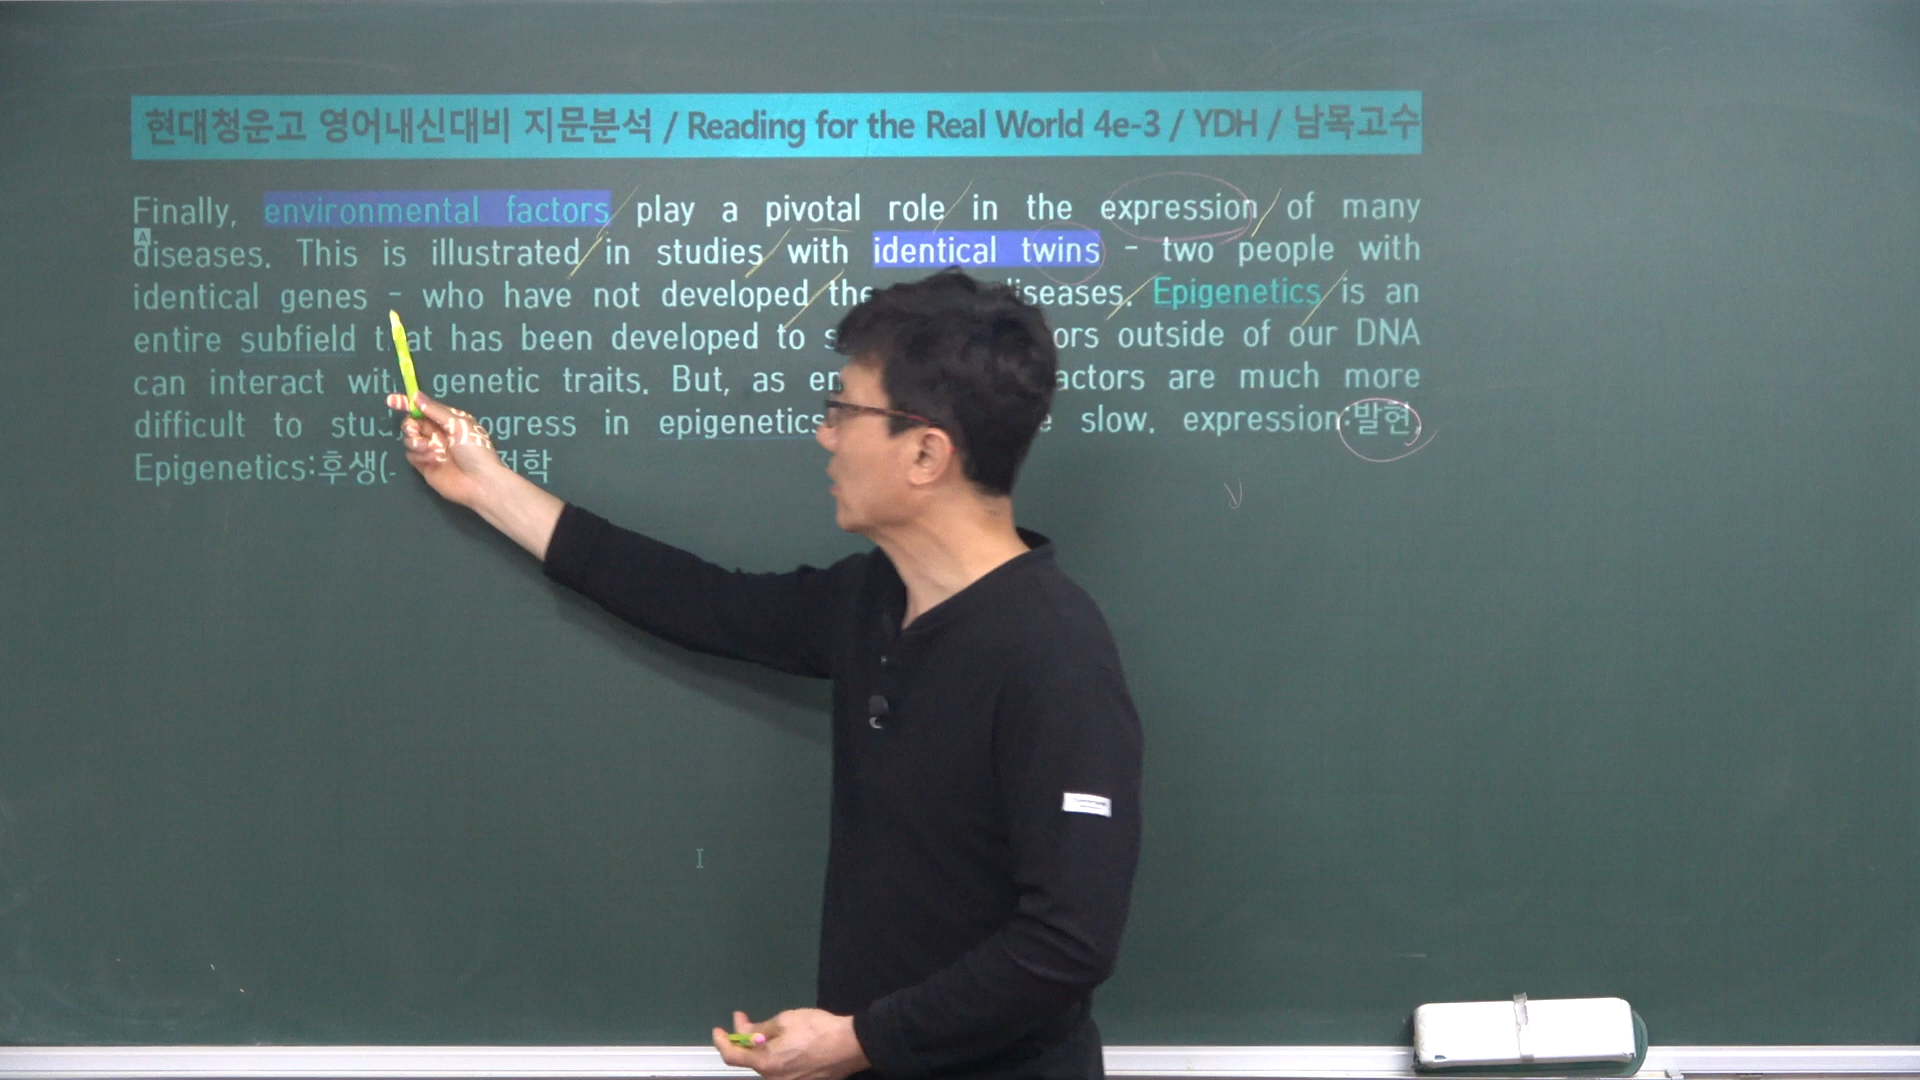 현대청운고 영어내신대비 지문분석 / Reading for the Real World 4e-3 / YDH / 남목고수
Finally, environmental factors play a pivotal role in the expression of many
A
diseases. This is illustrated in studies with identical twins - two people with
identical genes - who have not developed the diseases. Epigenetics is an
entire subfield that has been developed to ors outside of our DNA
can interact with genetic traits. But, as actors are much more
difficult to study, progress in epigenetics slow. expression:발현,
Epigenetics:후생( 전학